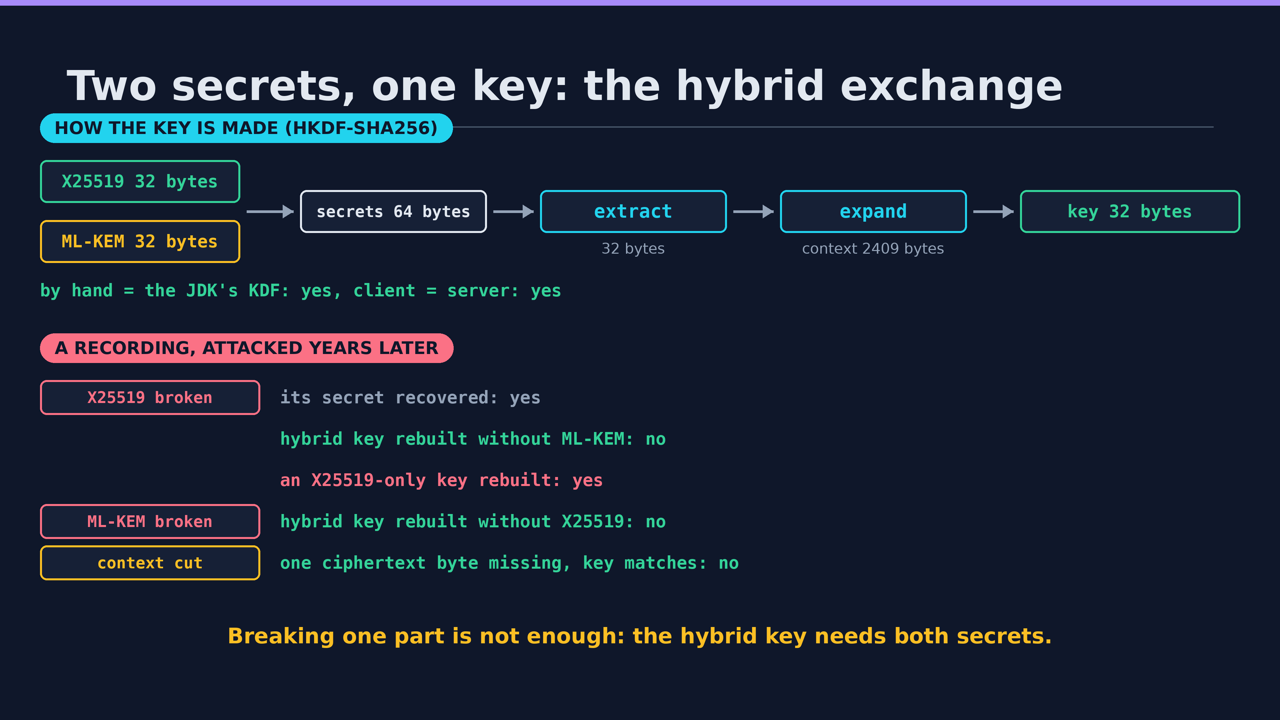 Two secrets, one key: the hybrid exchange
HOW THE KEY IS MADE (HKDF-SHA256)
X25519 32 bytes
ML-KEM 32 bytes
secrets 64 bytes
extract
32 bytes
expand
context 2409 bytes
key 32 bytes
by hand = the JDK's KDF: yes, client = server: yes
A RECORDING, ATTACKED YEARS LATER
X25519 broken
its secret recovered: yes
hybrid key rebuilt without ML-KEM: no
an X25519-only key rebuilt: yes
ML-KEM broken
hybrid key rebuilt without X25519: no
context cut
one ciphertext byte missing, key matches: no
Breaking one part is not enough: the hybrid key needs both secrets.